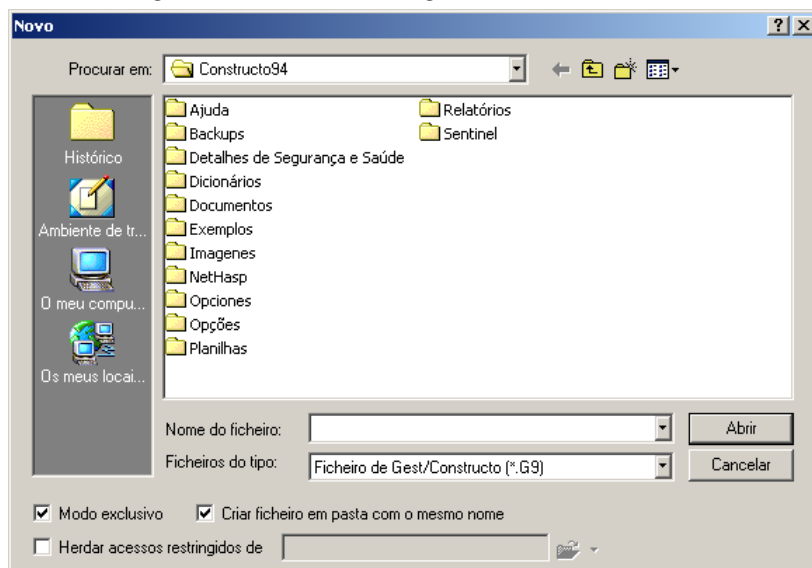 Novo
Procurar em: Constructo94
Histórico
Ambiente de tr...
O meu compu...
Os meus locai...
Ajuda
Backups
Detalhes de Segurança e Saúde
Dicionários
Documentos
Exemplos
Imagenes
NetHasp
Opciones
Opções
Planilhas
Relatórios
Sentinel
Nome do ficheiro:
Abrir
Ficheiros do tipo: Ficheiro de Gest/Constructo (*.G9)
Cancelar
Modo exclusivo Criar ficheiro em pasta com o mesmo nome
Herdar acessos restringidos de